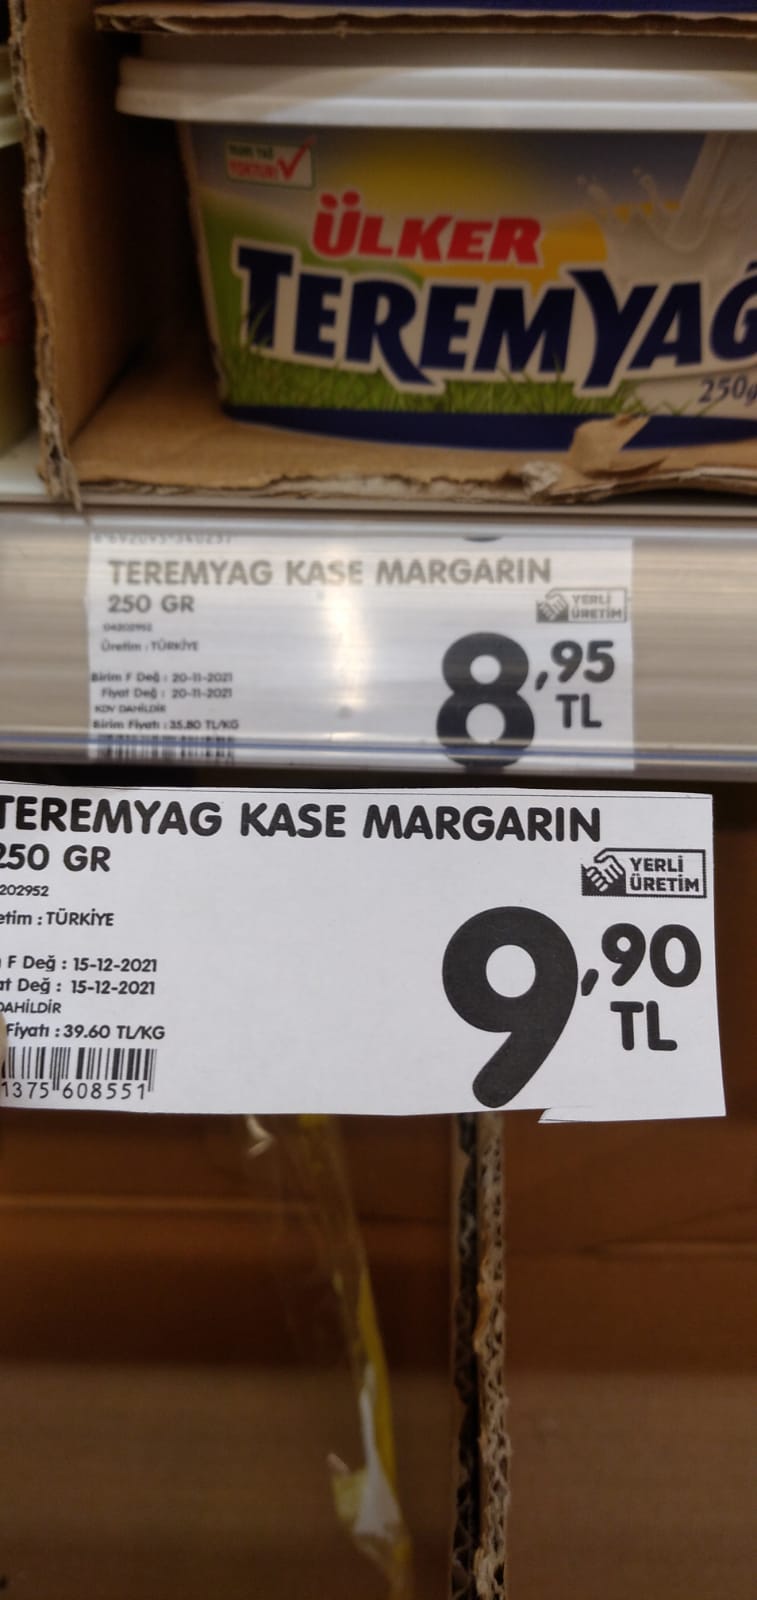 ÜLKER
TEREMYAĞ
250g
TEREMYAG KASE MARGARIN
250 GR
YERLİ
ÜRETİM
04202952
Üretim : TÜRKİYE
8,95
TL
Birim F Değ : 20-11-2021
Fiyat Değ : 20-11-2021
KDV DAHİLDİR
Birim Fiyatı : 35.80 TL/KG
TEREMYAG KASE MARGARIN
250 GR
YERLİ
ÜRETİM
202952
etim : TÜRKİYE
9,90
TL
F Değ : 15-12-2021
at Değ : 15-12-2021
DAHİLDİR
Fiyatı : 39.60 TL/KG
1375 608551